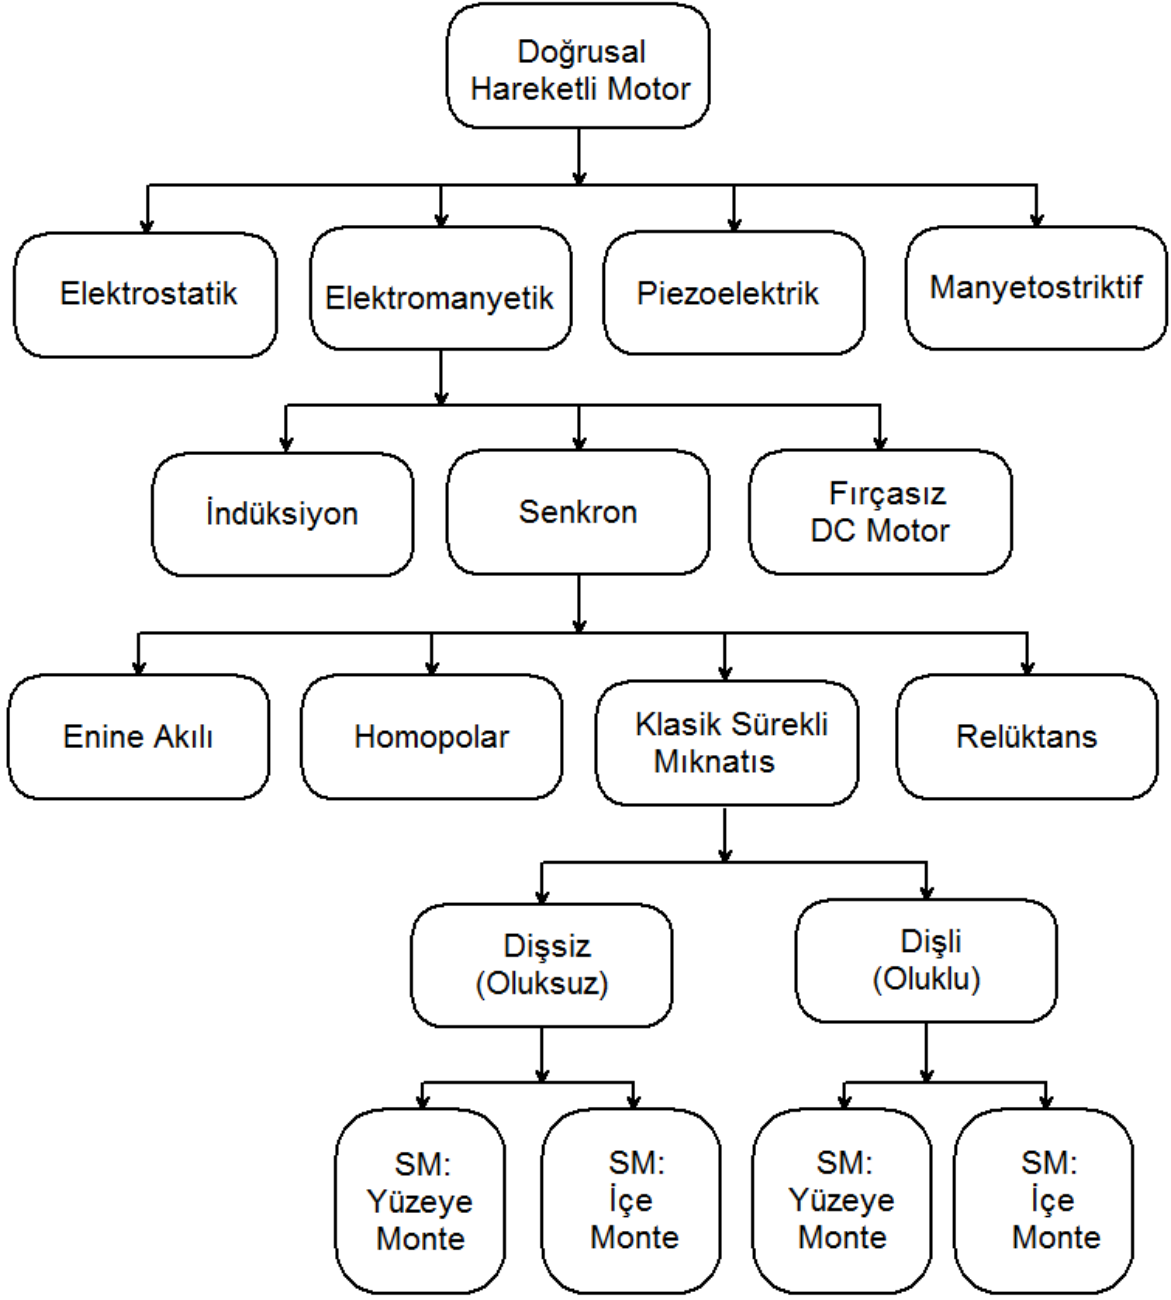 Doğrusal
Hareketli Motor
Elektrostatik
Elektromanyetik
Piezoelektrik
Manyetostriktif
İndüksiyon
Senkron
Fırçasız
DC Motor
Enine Akılı
Homopolar
Klasik Sürekli
Mıknatıs
Relüktans
Dişsiz
(Oluksuz)
Dişli
(Oluklu)
SM:
Yüzeye
Monte
SM:
İçe
Monte
SM:
Yüzeye
Monte
SM:
İçe
Monte